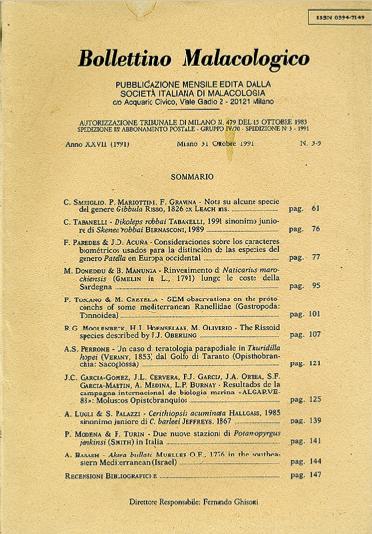 ISSN 0394-7149
Bollettino Malacologico
PUBBLICAZIONE MENSILE EDITA DALLA
SOCIETÀ ITALIANA DI MALACOLOGIA
c/o Acquario Civico, Viale Gadio 2 - 20121 Milano
AUTORIZZAZIONE TRIBUNALE DI MILANO N. 479 DEL 15 OTTOBRE 1983
SPEDIZIONE IN ABBONAMENTO POSTALE - GRUPPO IV/70 - SPEDIZIONE N. 3 - 1991
Anno XXVII (1991) Milano 31 Ottobre 1991 N. 5-9
SOMMARIO
C. SMRIGLIO, P. MARIOTTINI, F. GRAVINA - Note su alcune specie
del genere Gibbula RISSO, 1826 ex LEACH ms. pag. 61
C. TABANELLI - Dikoleps robbai TABANELLI, 1991 sinonimo junio-
re di Skenea robbai BERNASCONI, 1989 pag. 76
F. PAREDES & J.D. ACUÑA - Consideraciones sobre los caracteres
biométricos usados para la distinción de las especies del
genero Patella en Europa occidental pag. 77
M. DONEDDU & B. MANUNZA - Rinvenimento di Naticarius maro-
chiensis (GMELIN in L., 1791) lungo le coste della
Sardegna pag. 95
F. TOSCANO & M. CRETELLA - SEM observations on the proto-
conchs of some mediterranean Ranellidae (Gastropoda:
Tonnoidea) pag. 101
R.G. MOOLENBEEK, H.J. HOENSELAAR, M. OLIVERIO - The Rissoid
species described by J.J. OBERLING pag. 107
A.S. PERRONE - Un caso di teratologia parapodiale in Thuridilla
hopei (VERANY, 1853) dal Golfo di Taranto (Opisthobran-
chia: Sacoglossa) pag. 121
J.C. GARCIA-GOMEZ, J.L. CERVERA, F.J. GARCIA, J.A. ORTEA, S.F.
GARCIA-MARTIN, A. MEDINA, L.P. BURNAY - Resultados de la
campagna internacional de biologia marina «ALGARVE-
88»: Moluscos Opistobranquios pag. 125
A. LUGLI & S. PALAZZI - Cerithiopsis acuminata HALLGASS, 1985
sinonimo juniore di C. barleei JEFFREYS, 1867 pag. 139
P. MODENA & F. TURIN - Due nuove stazioni di Potamopyrgus
jenkinsi (SMITH) in Italia pag. 141
A. BARASH - Akera bullata MUELLER O.F., 1776 in the southea-
stern Mediterranean (Israel) pag. 144
RECENSIONI BIBLIOGRAFICHE pag. 147
Direttore Responsabile: Fernando Ghisotti